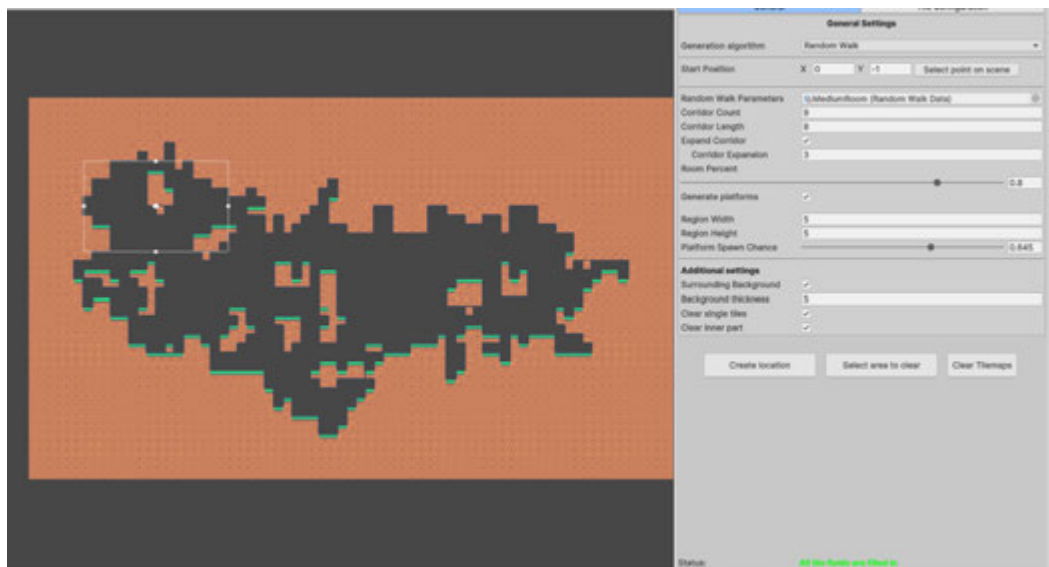 General Settings
Generation algorithm Random Walk
Start Position X 0 Y -1 Select point on scene
Random Walk Parameters MediumRoom (Random Walk Data)
Corridor Count
Corridor Length
Expand Corridor
Corridor Expansion 3
Room Percent
0.8
Generate platforms
Region Width 5
Region Height 5
Platform Spawn Chance 0.645
Additional settings
Surrounding Background
Background thickness 5
Clear single tiles
Clear inner part
Create location Select area to clear Clear Tilemaps
Status: All tile fields are filled in